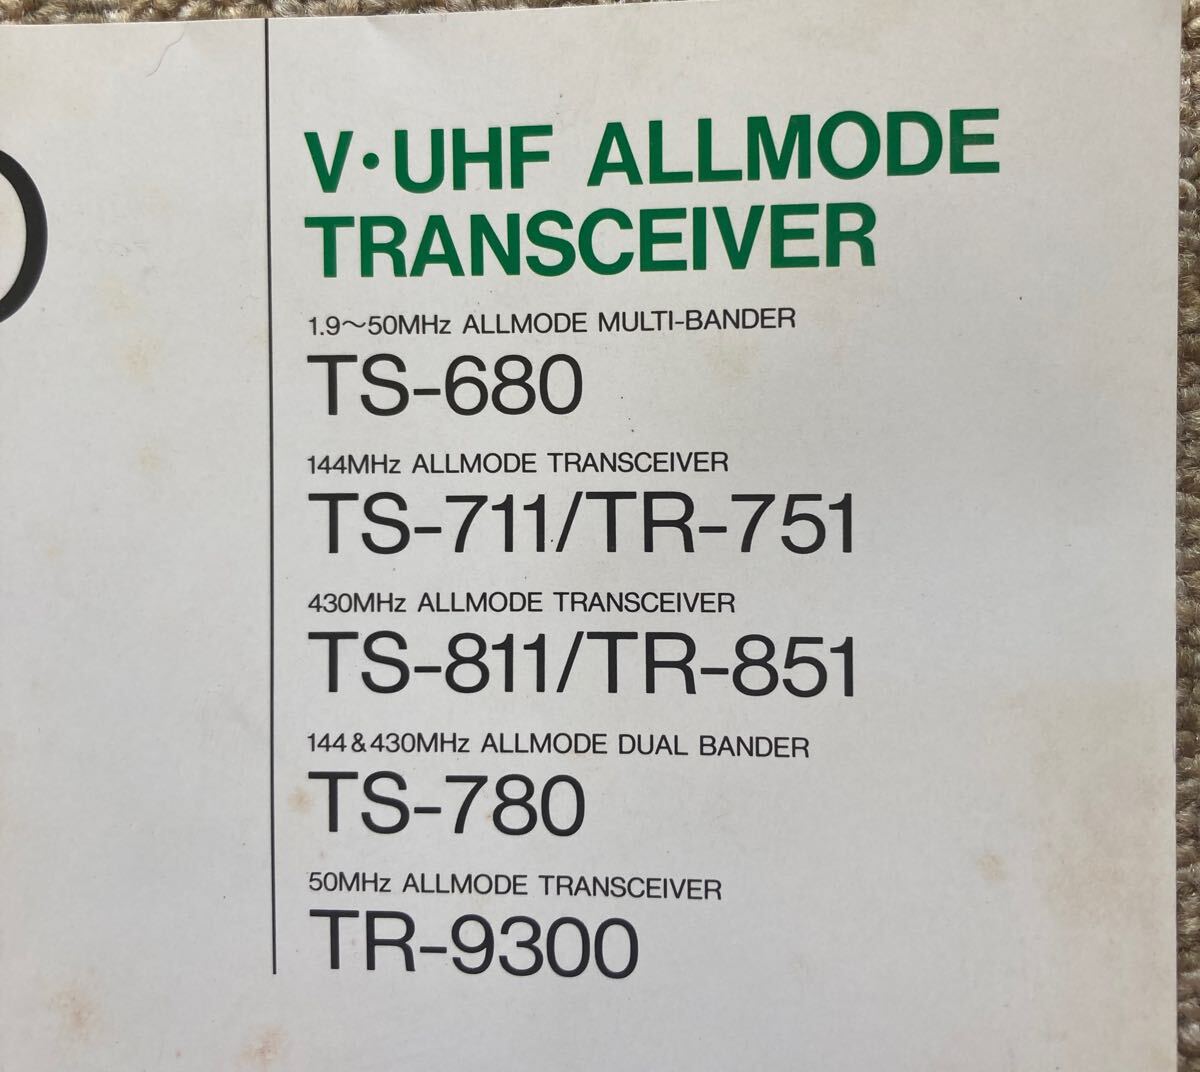 V·UHF ALLMODE
TRANSCEIVER
1.9～50MHz ALLMODE MULTI-BANDER
TS-680
144MHz ALLMODE TRANSCEIVER
TS-711/TR-751
430MHz ALLMODE TRANSCEIVER
TS-811/TR-851
144&430MHz ALLMODE DUAL BANDER
TS-780
50MHz ALLMODE TRANSCEIVER
TR-9300